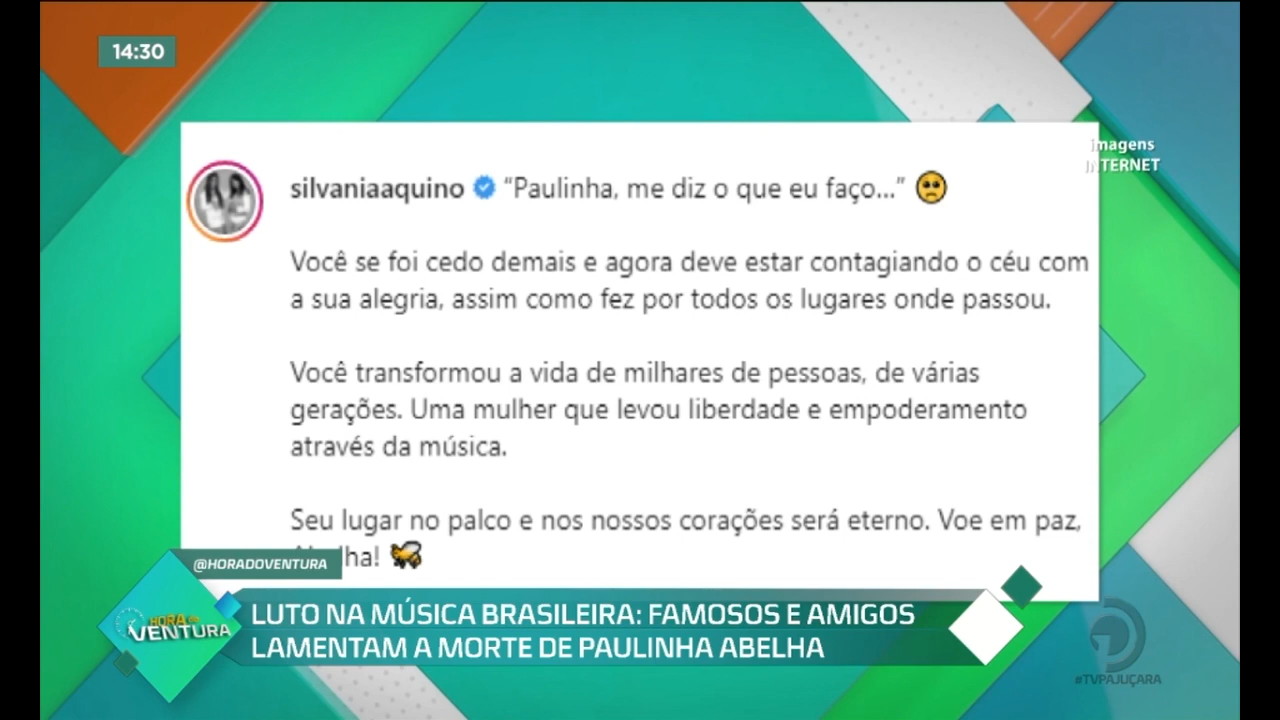 14:30
imagens
INTERNET
silvaniaaquino “Paulinha, me diz o que eu faço...” 🥺
Você se foi cedo demais e agora deve estar contagiando o céu com
a sua alegria, assim como fez por todos os lugares onde passou.
Você transformou a vida de milhares de pessoas, de várias
gerações. Uma mulher que levou liberdade e empoderamento
através da música.
Seu lugar no palco e nos nossos corações será eterno. Voe em paz,
🐝
@HORADOVENTURA
HORA DO
VENTURA
LUTO NA MÚSICA BRASILEIRA: FAMOSOS E AMIGOS
LAMENTAM A MORTE DE PAULINHA ABELHA
#TVPAJUÇARA